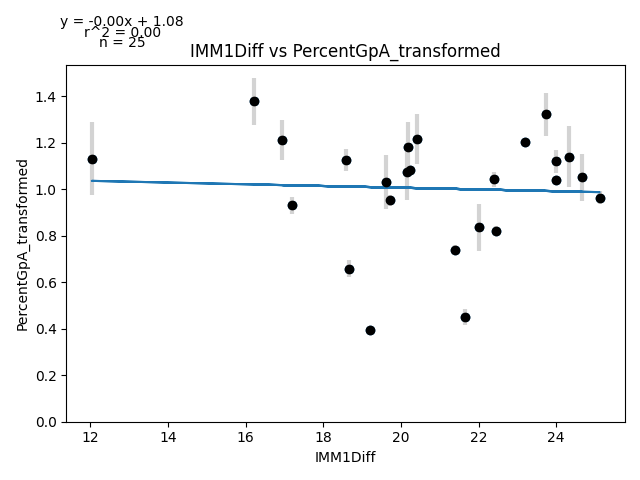 y = -0.00x + 1.08
r^2 = 0.00
n = 25
IMM1Diff vs PercentGpA_transformed
1.4
1.2
1.0
0.8
0.6
0.4
0.2
0.0
PercentGpA_transformed
12 14 16 18 20 22 24
IMM1Diff